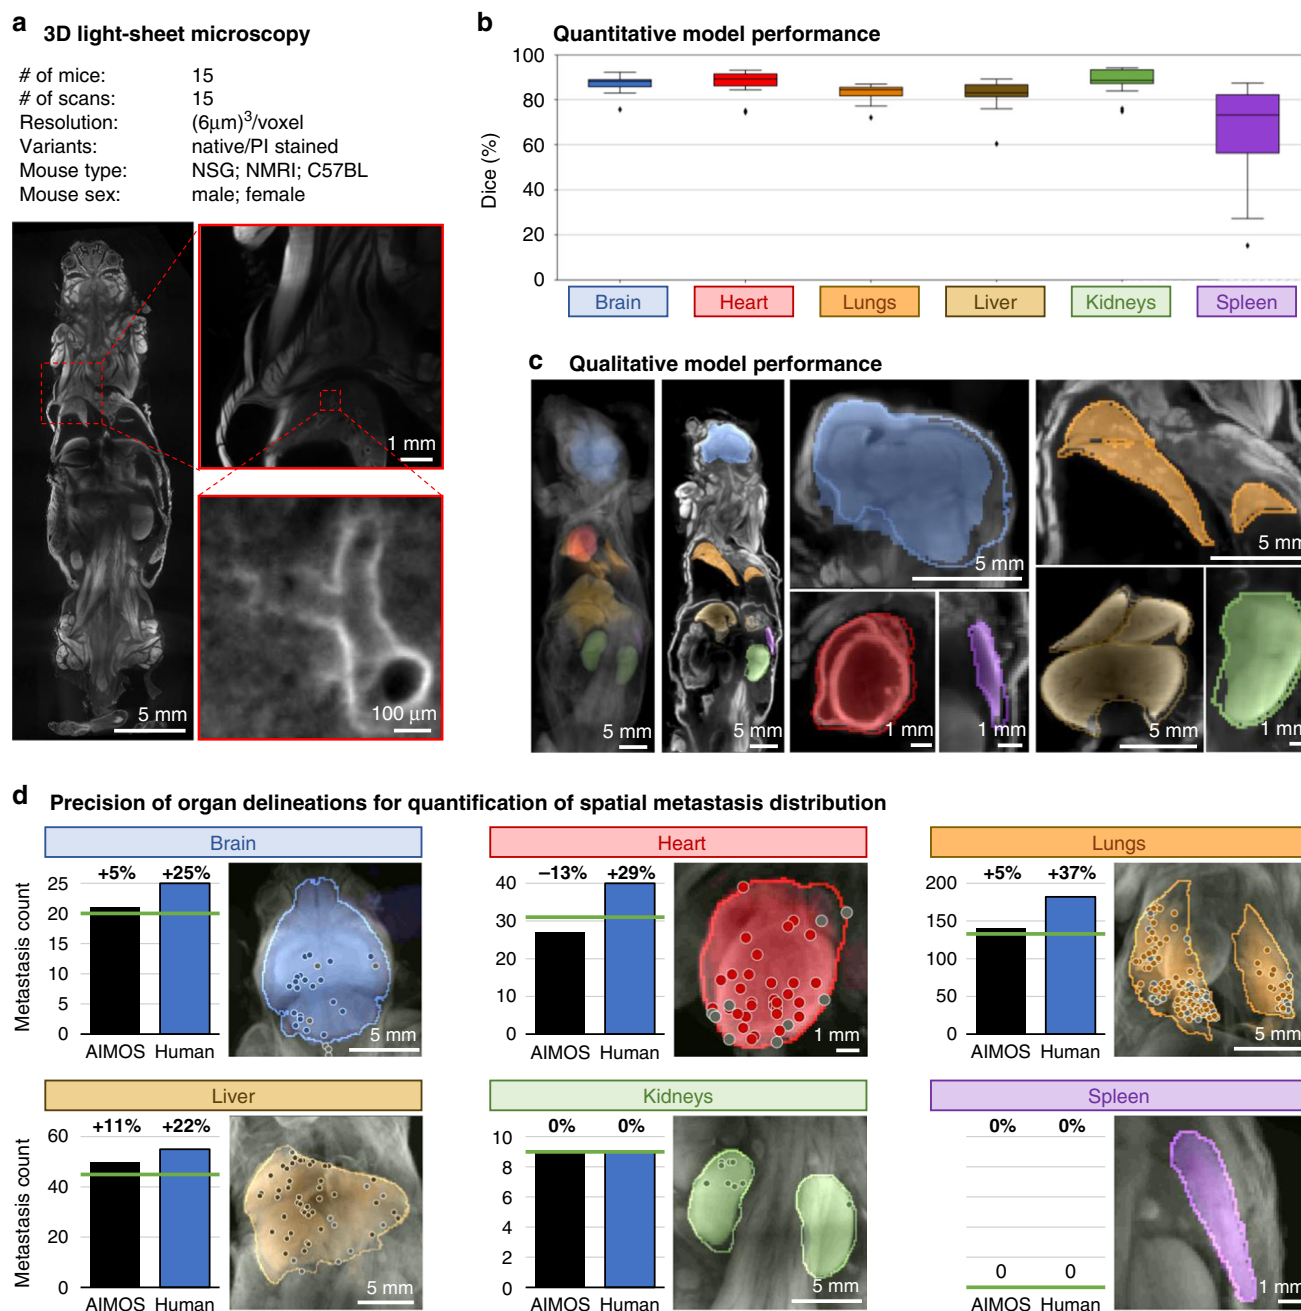 a 3D light-sheet microscopy
# of mice: 15
# of scans: 15
Resolution: (6μm)³/voxel
Variants: native/PI stained
Mouse type: NSG; NMRI; C57BL
Mouse sex: male; female
5 mm
1 mm
100 μm
b Quantitative model performance
Dice (%)
100
80
60
40
20
0
Brain Heart Lungs Liver Kidneys Spleen
c Qualitative model performance
5 mm
5 mm
5 mm
1 mm
1 mm
5 mm
5 mm
1 mm
d Precision of organ delineations for quantification of spatial metastasis distribution
Brain
Metastasis count
+5% +25%
25
20
15
10
5
0
AIMOS Human
5 mm
Heart
−13% +29%
40
30
20
10
0
AIMOS Human
1 mm
Lungs
+5% +37%
200
150
100
50
0
AIMOS Human
5 mm
Liver
Metastasis count
+11% +22%
60
40
20
0
AIMOS Human
5 mm
Kidneys
0% 0%
10
8
6
4
2
0
AIMOS Human
5 mm
Spleen
0% 0%
0 0
AIMOS Human
1 mm